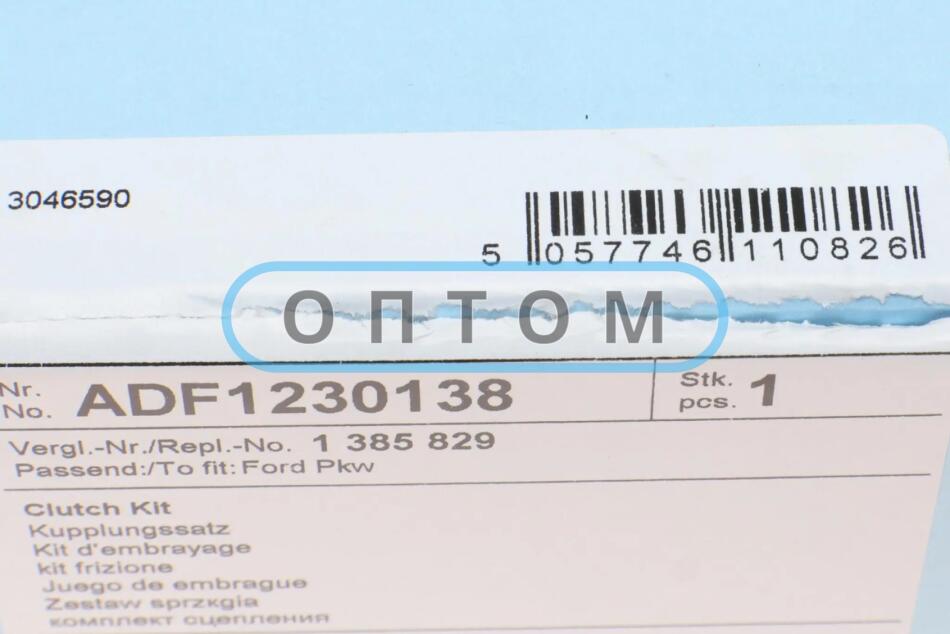 3046590
5 057746 110826
ОПТОМ
Nr.
No. ADF1230138
Stk.
pcs. 1
Vergl.-Nr./Repl.-No. 1 385 829
Passend:/To fit: Ford Pkw
Clutch Kit
Kupplungssatz
Kit d'embrayage
kit frizione
Juego de embrague
Zestaw sprzкgіa
комплект сцепления